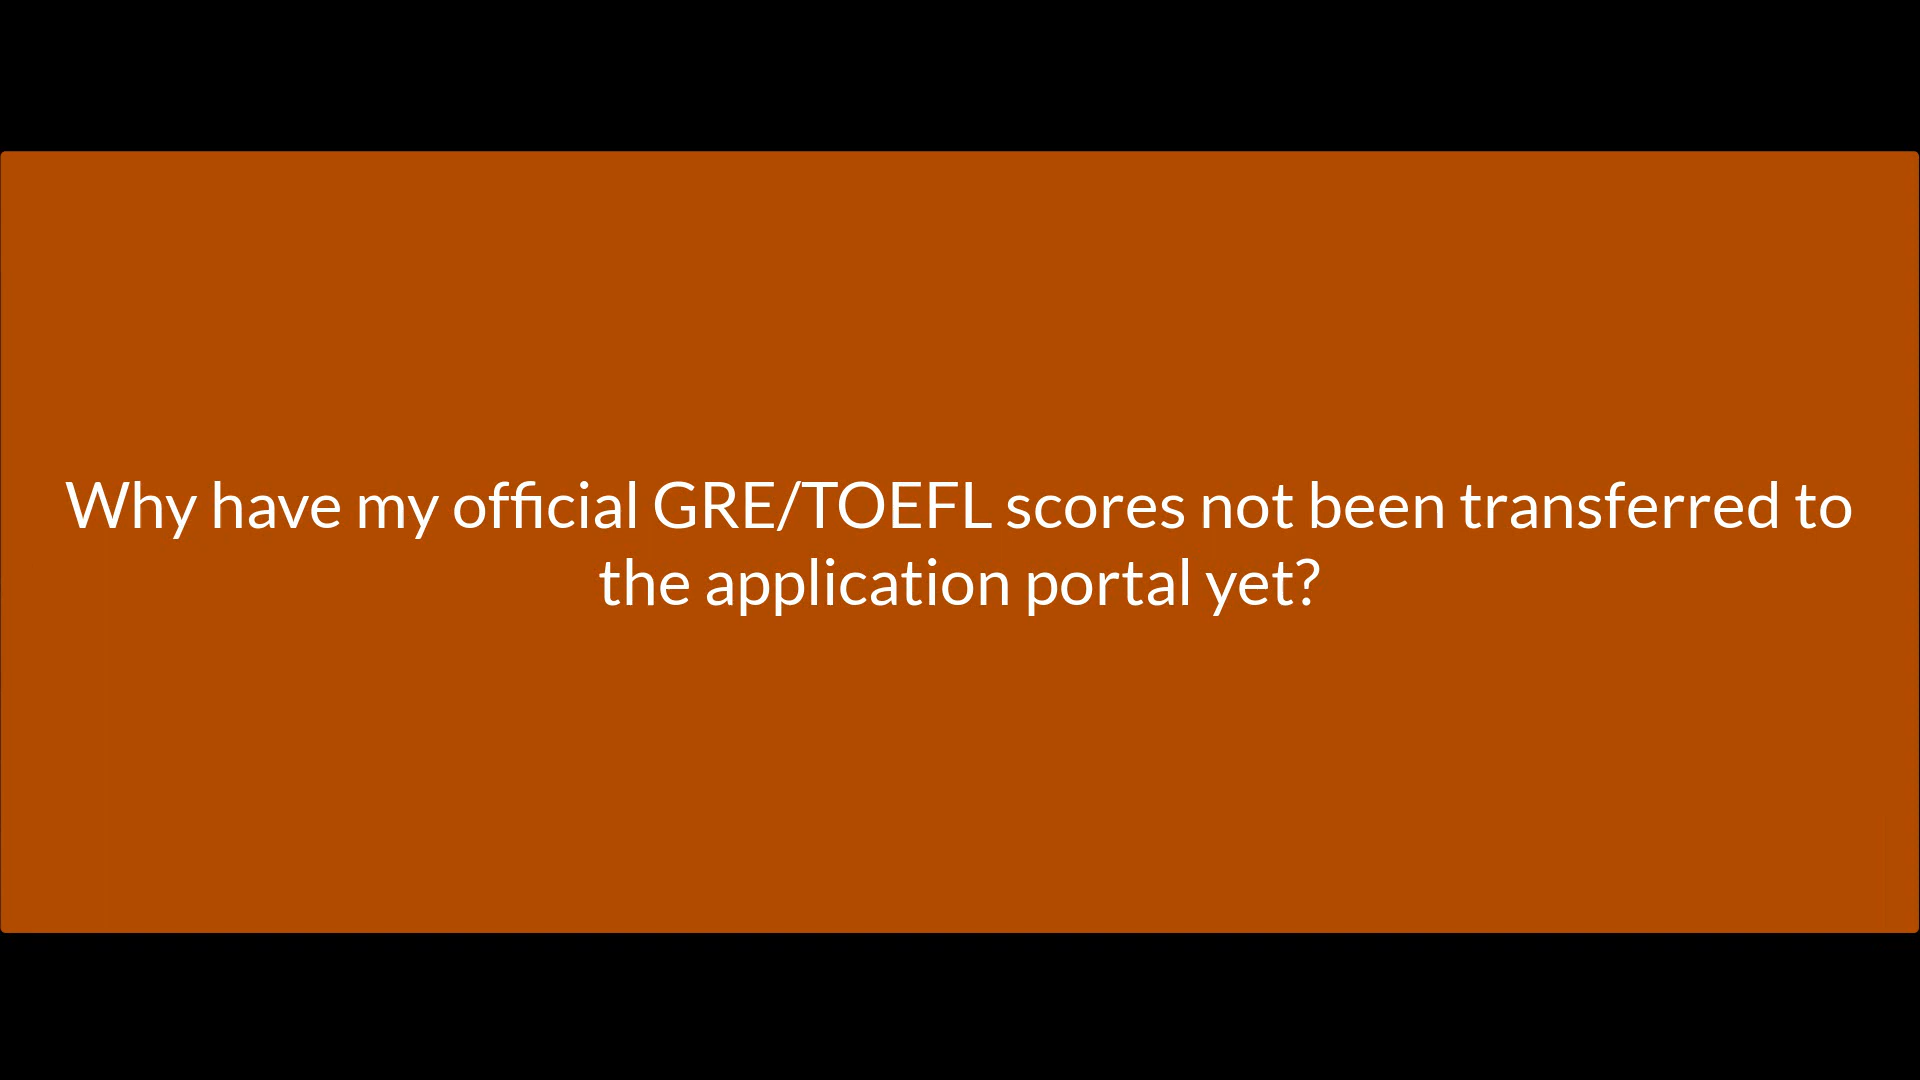 Why have my official GRE/TOEFL scores not been transferred to
the application portal yet?